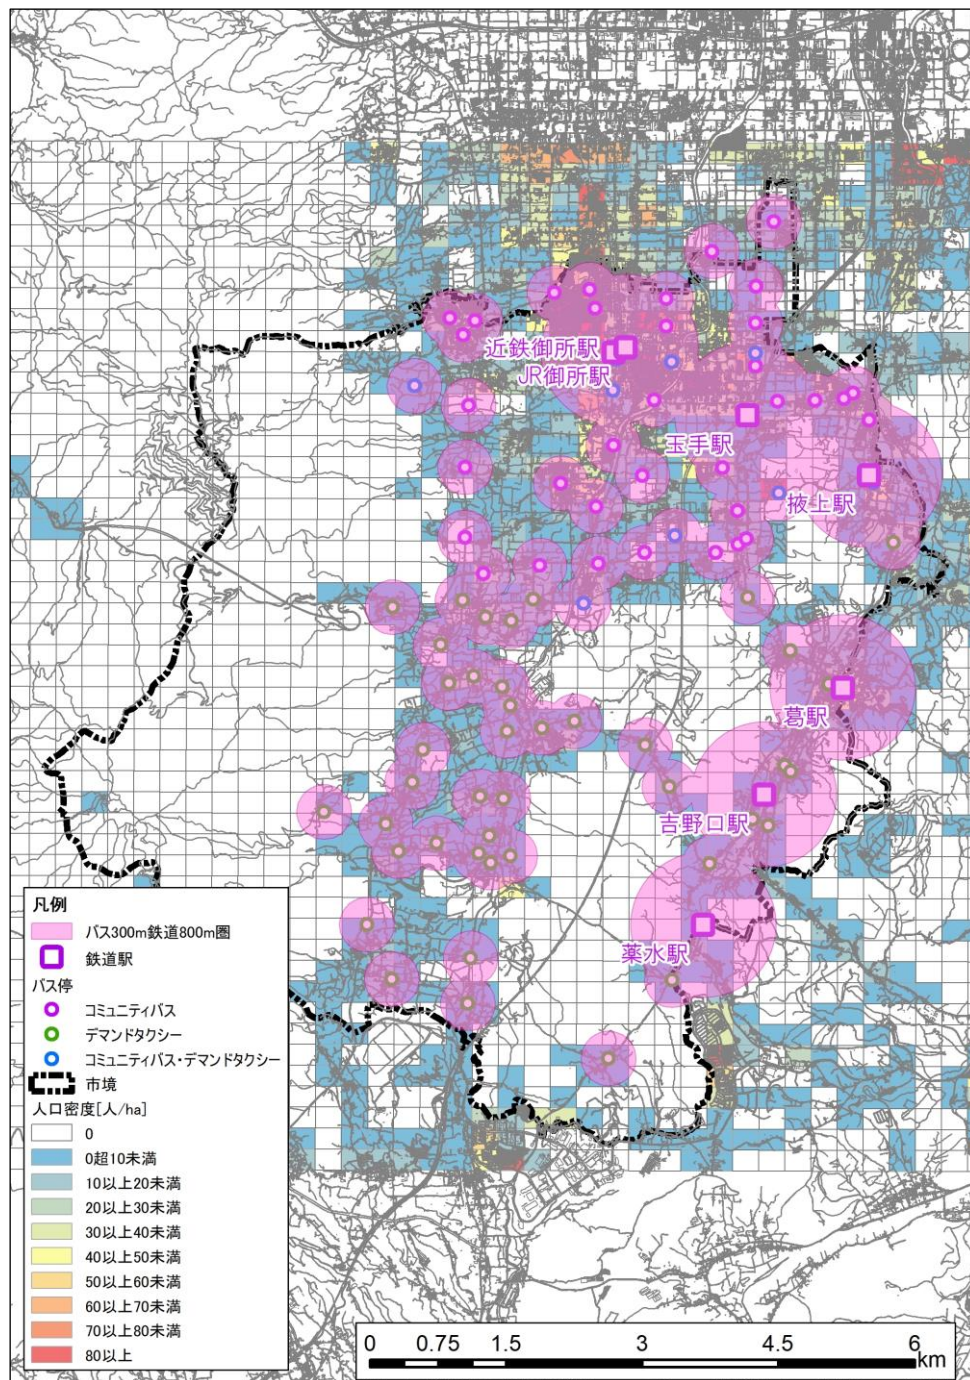 近鉄御所駅
JR御所駅
玉手駅
掖上駅
葛駅
吉野口駅
薬水駅
凡例
バス300m鉄道800m圏
鉄道駅
バス停
コミュニティバス
デマンドタクシー
コミュニティバス・デマンドタクシー
市境
人口密度[人/ha]
0
0超10未満
10以上20未満
20以上30未満
30以上40未満
40以上50未満
50以上60未満
60以上70未満
70以上80未満
80以上
0 0.75 1.5 3 4.5 6
km